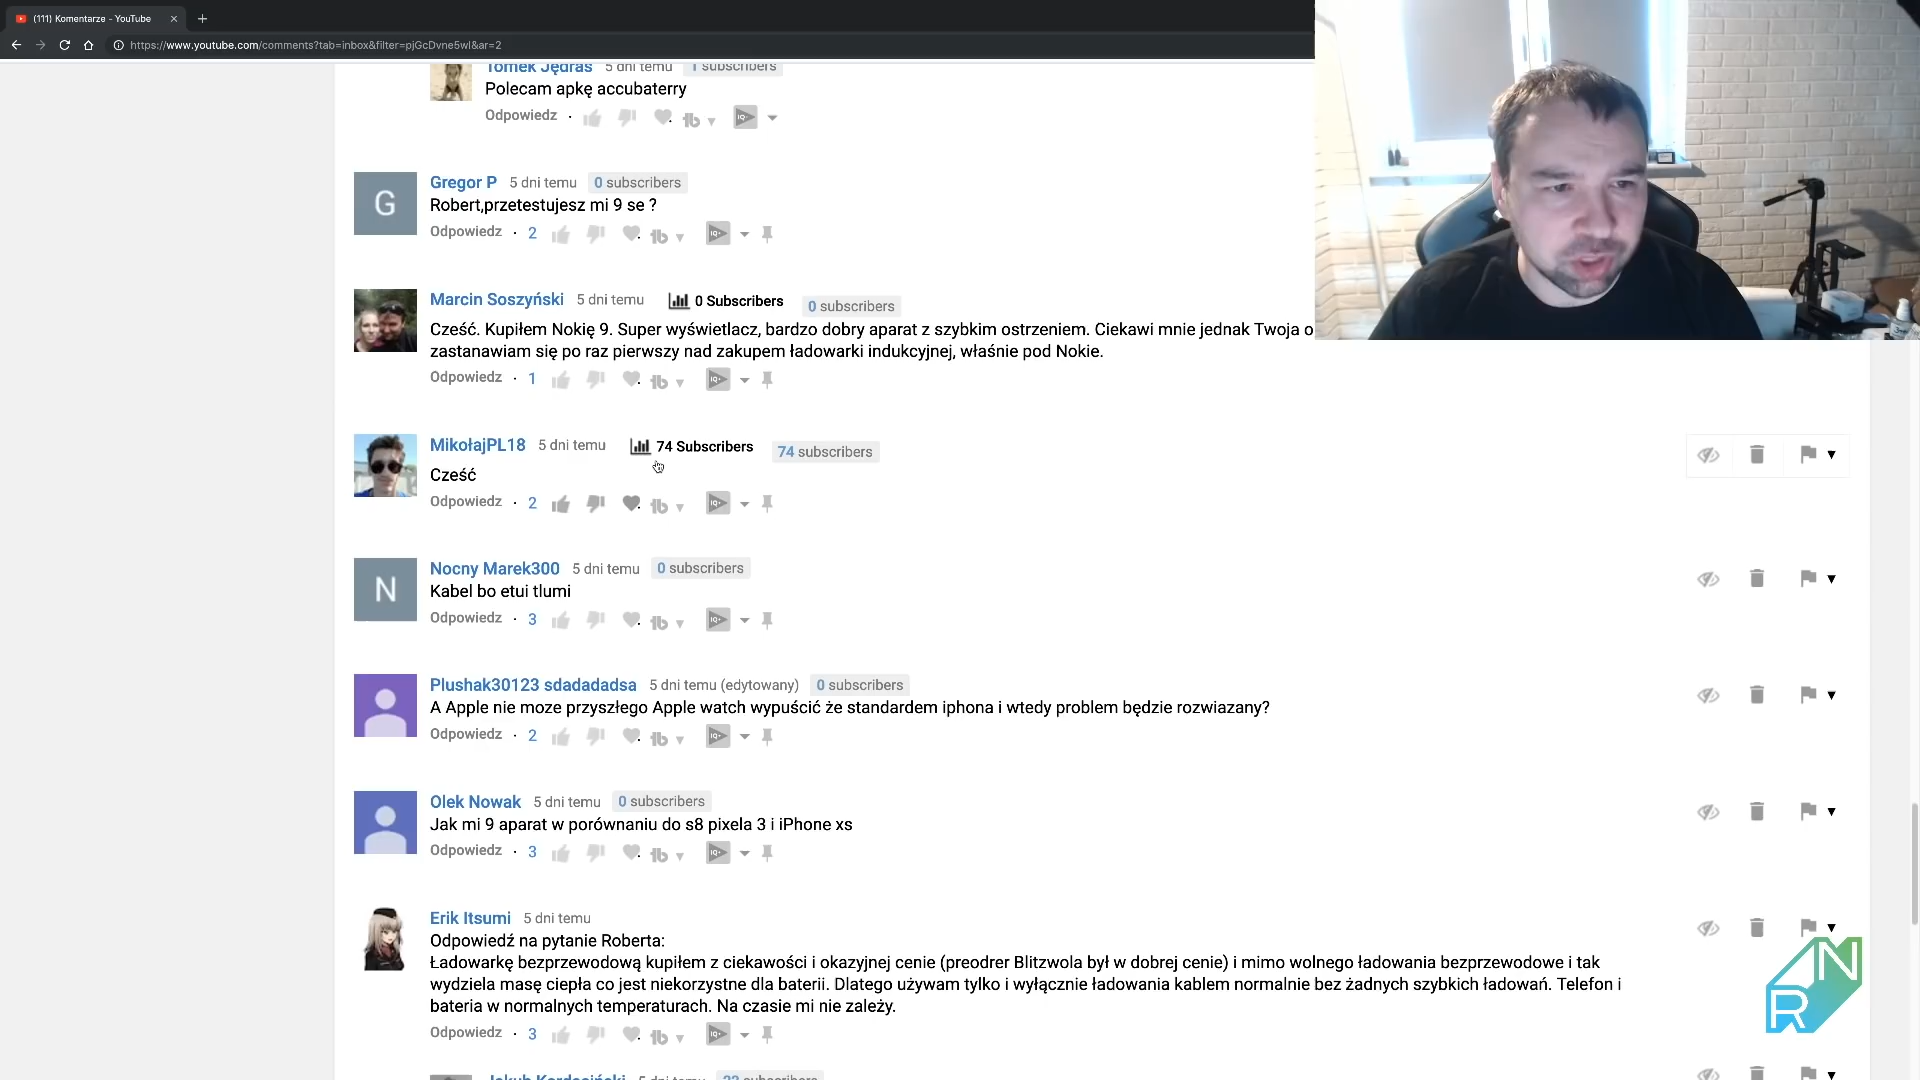 (111) Komentarze - YouTube
https://www.youtube.com/comments?tab=inbox&filter=pjGcDvne5wI&ar=2
Tomek Jędras 5 dni temu 1 subscribers
Polecam apkę accubaterry
Odpowiedz ·
Gregor P 5 dni temu 0 subscribers
G
Robert,przetestujesz mi 9 se ?
Odpowiedz · 2
Marcin Soszyński 5 dni temu 0 Subscribers 0 subscribers
Cześć. Kupiłem Nokię 9. Super wyświetlacz, bardzo dobry aparat z szybkim ostrzeniem. Ciekawi mnie jednak Twoja o
zastanawiam się po raz pierwszy nad zakupem ładowarki indukcyjnej, właśnie pod Nokie.
Odpowiedz · 1
MikołajPL18 5 dni temu 74 Subscribers 74 subscribers
Cześć
Odpowiedz · 2
Nocny Marek300 5 dni temu 0 subscribers
N
Kabel bo etui tlumi
Odpowiedz · 3
Plushak30123 sdadadadsa 5 dni temu (edytowany) 0 subscribers
A Apple nie moze przyszłego Apple watch wypuścić że standardem iphona i wtedy problem będzie rozwiazany?
Odpowiedz · 2
Olek Nowak 5 dni temu 0 subscribers
Jak mi 9 aparat w porównaniu do s8 pixela 3 i iPhone xs
Odpowiedz · 3
Erik Itsumi 5 dni temu
Odpowiedź na pytanie Roberta:
Ładowarkę bezprzewodową kupiłem z ciekawości i okazyjnej cenie (preodrer Blitzwola był w dobrej cenie) i mimo wolnego ładowania bezprzewodowe i tak
wydziela masę ciepła co jest niekorzystne dla baterii. Dlatego używam tylko i wyłącznie ładowania kablem normalnie bez żadnych szybkich ładowań. Telefon i
bateria w normalnych temperaturach. Na czasie mi nie zależy.
Odpowiedz · 3
RN